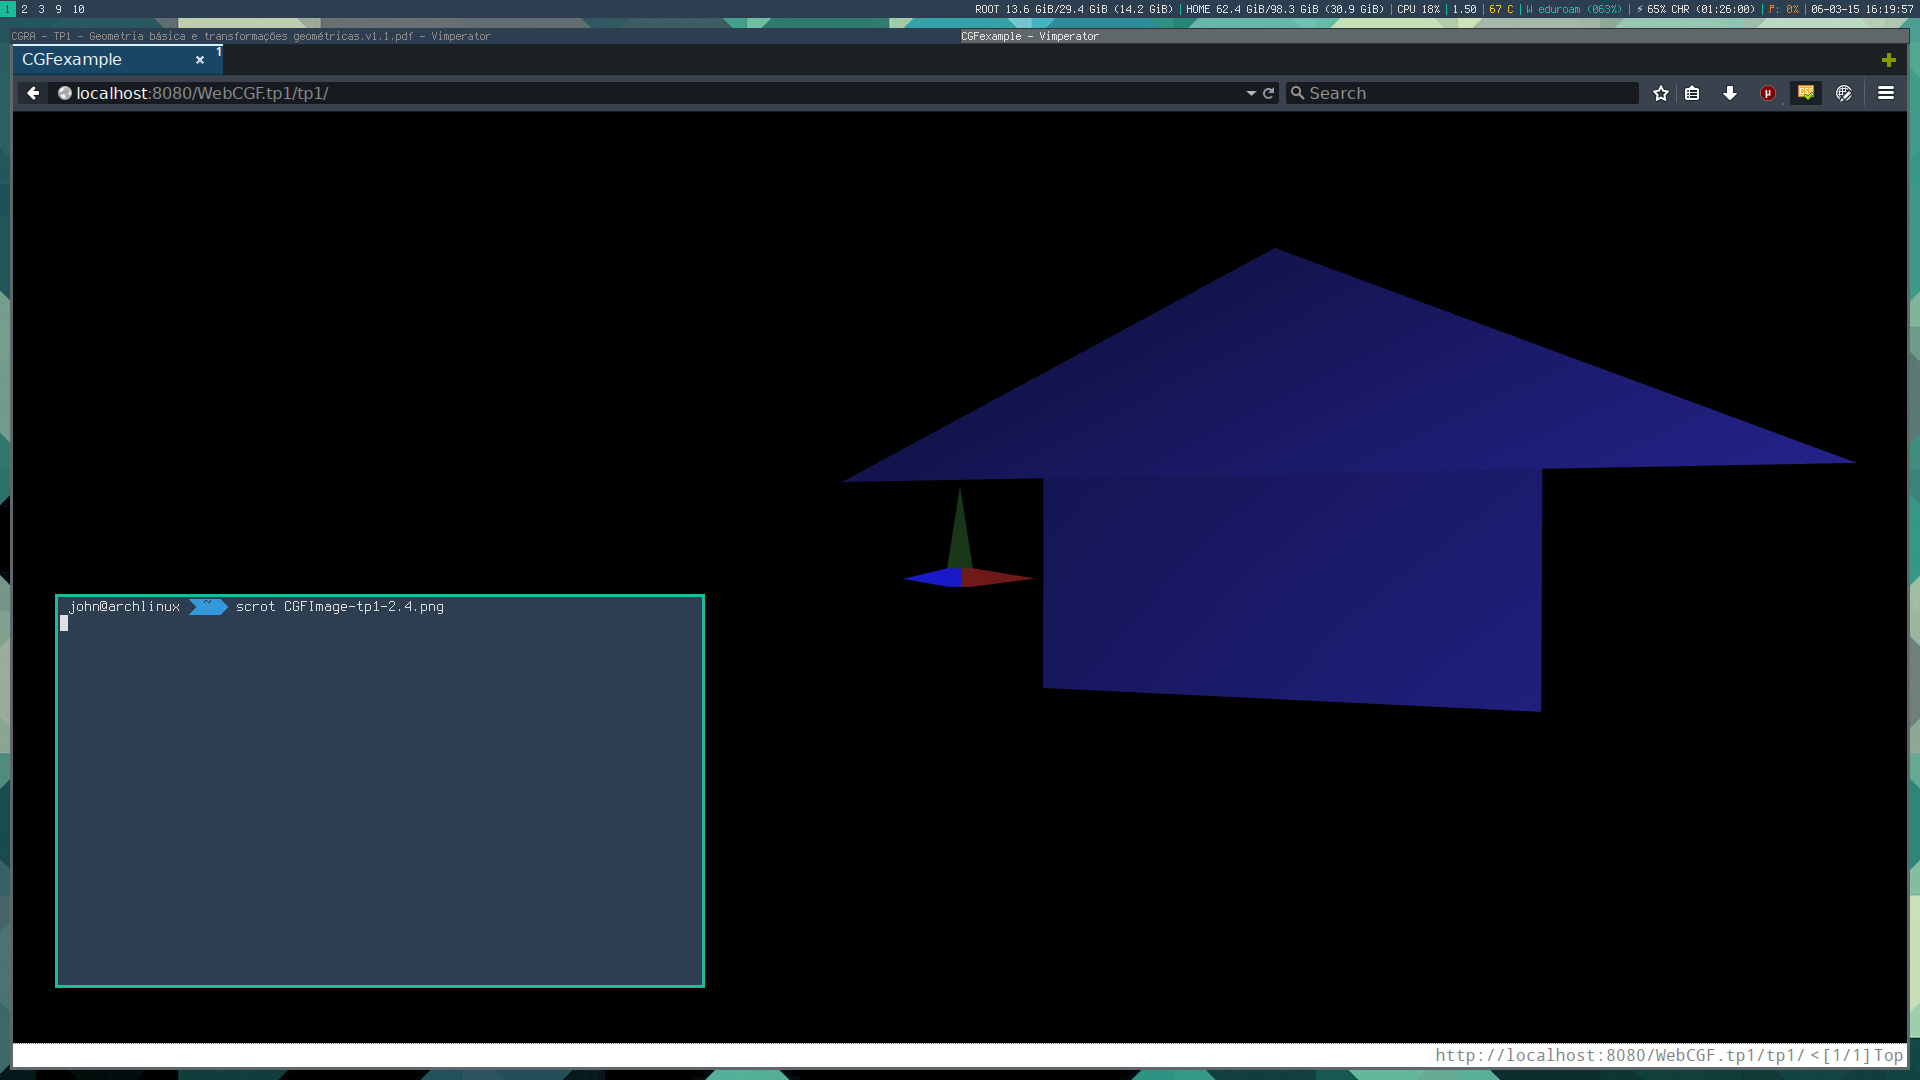 1 2 3 9 10 ROOT 13.6 GiB/29.4 GiB (14.2 GiB) | HOME 62.4 GiB/98.3 GiB (30.9 GiB) | CPU 18% | 1.50 | 67 C | W eduroam (063%) | ⚡ 65% CHR (01:26:00) | P: 0% | 06-03-15 16:19:57
CGRA - TP1 - Geometria básica e transformações geométricas.v1.1.pdf - Vimperator CGFexample - Vimperator
CGFexample × 1
localhost:8080/WebCGF.tp1/tp1/ Search
john@archlinux ~ scrot CGFImage-tp1-2.4.png
http://localhost:8080/WebCGF.tp1/tp1/ <[1/1] Top